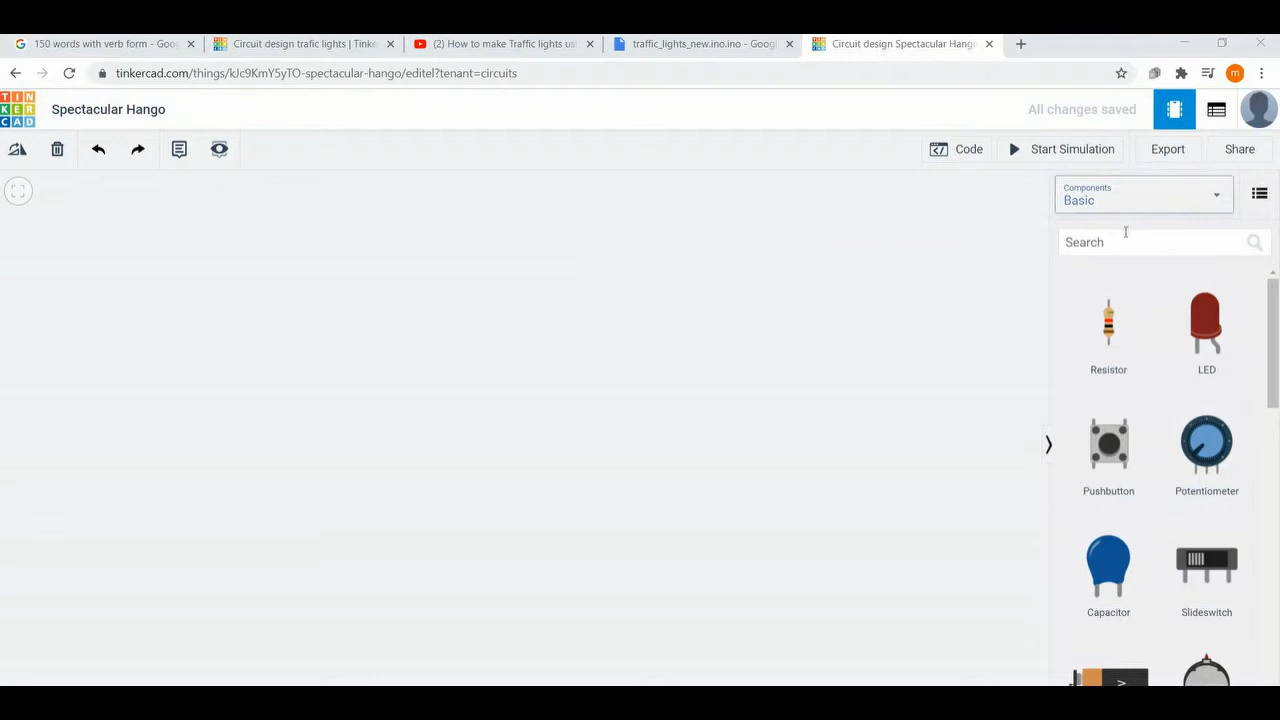 150 words with verb form - Goog
Circuit design trafic lights | Tinke
(2) How to make Traffic lights us
traffic_lights_new.ino.ino - Googl
Circuit design Spectacular Hango
tinkercad.com/things/kJc9KmY5yTO-spectacular-hango/editel?tenant=circuits
m
TIN
KER
CAD
Spectacular Hango
All changes saved
Code
Start Simulation
Export
Share
Components
Basic
Search
Resistor
LED
Pushbutton
Potentiometer
Capacitor
Slideswitch